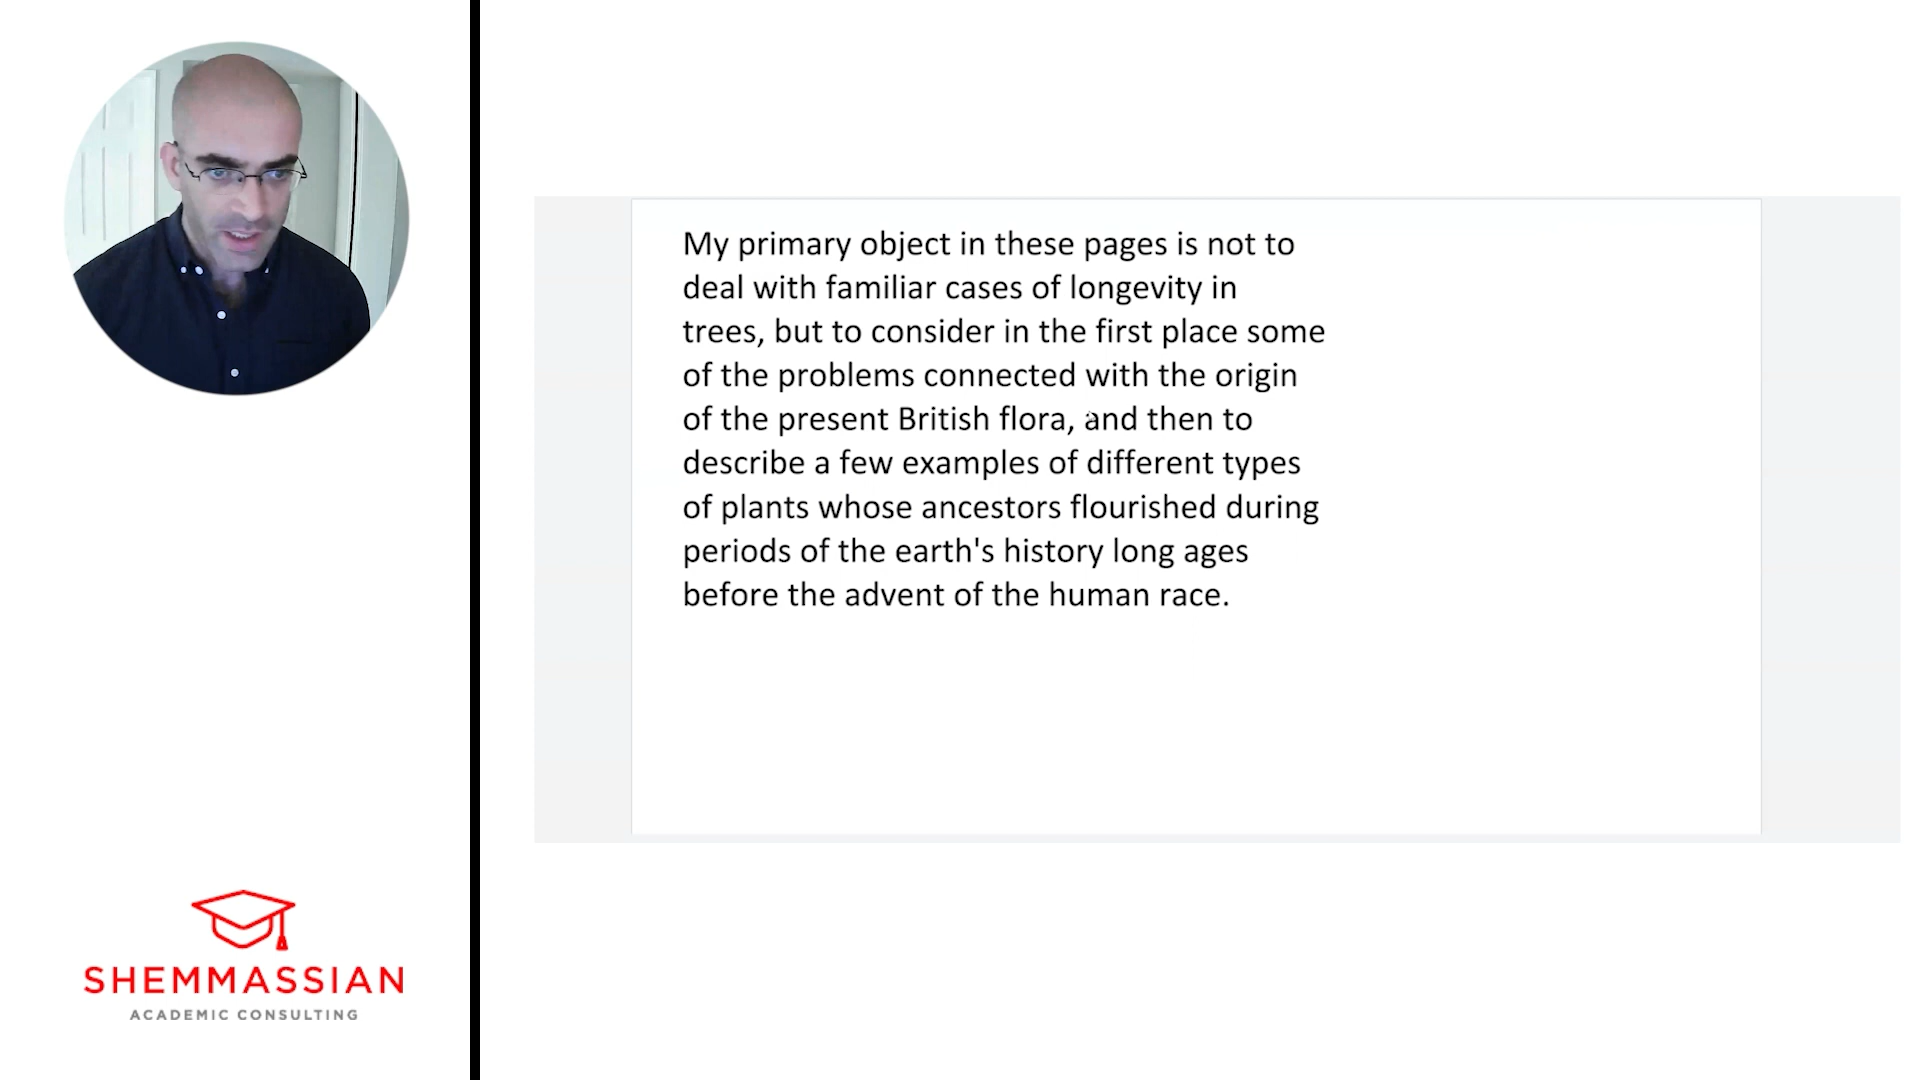 My primary object in these pages is not to
deal with familiar cases of longevity in
trees, but to consider in the first place some
of the problems connected with the origin
of the present British flora, and then to
describe a few examples of different types
of plants whose ancestors flourished during
periods of the earth's history long ages
before the advent of the human race.
SHEMMASSIAN
ACADEMIC CONSULTING